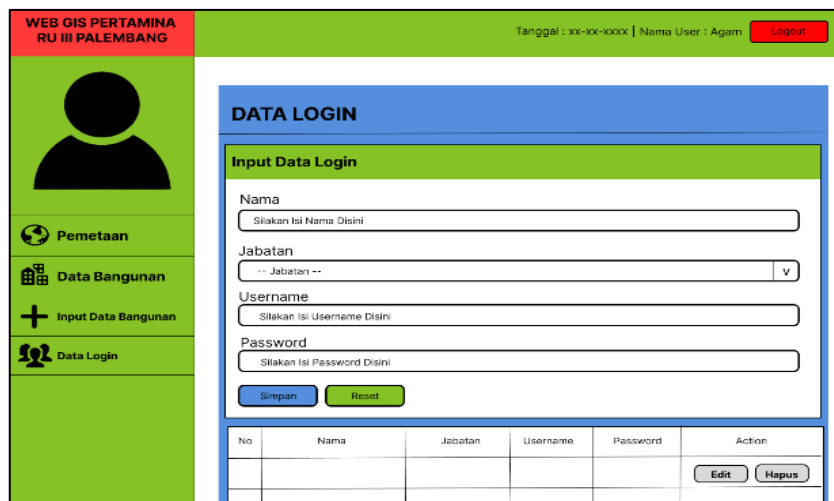 WEB GIS PERTAMINA
RU III PALEMBANG
Tanggal : xx-xx-xxxx | Nama User : Agam
Logout
DATA LOGIN
Input Data Login
Nama
Silakan Isi Nama Disini
Jabatan
-- Jabatan --
v
Username
Silakan Isi Username Disini
Password
Silakan Isi Password Disini
Simpan Reset
Pemetaan
Data Bangunan
Input Data Bangunan
Data Login
No Nama Jabatan Username Password Action
Edit Hapus